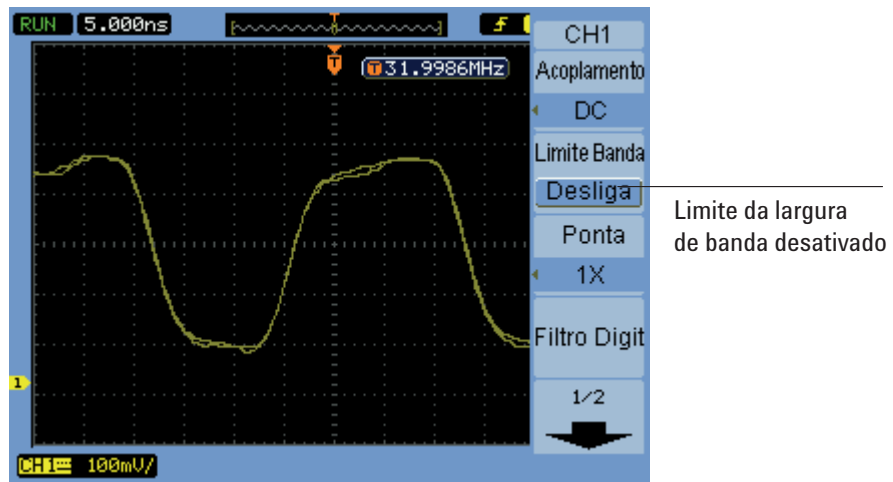 RUN 5.000ns
T
T
T 31.9986MHz
CH1
Acoplamento
DC
Limite Banda
Desliga
Ponta
1X
Filtro Digit
1/2
1
CH1 100mV/
Limite da largura
de banda desativado